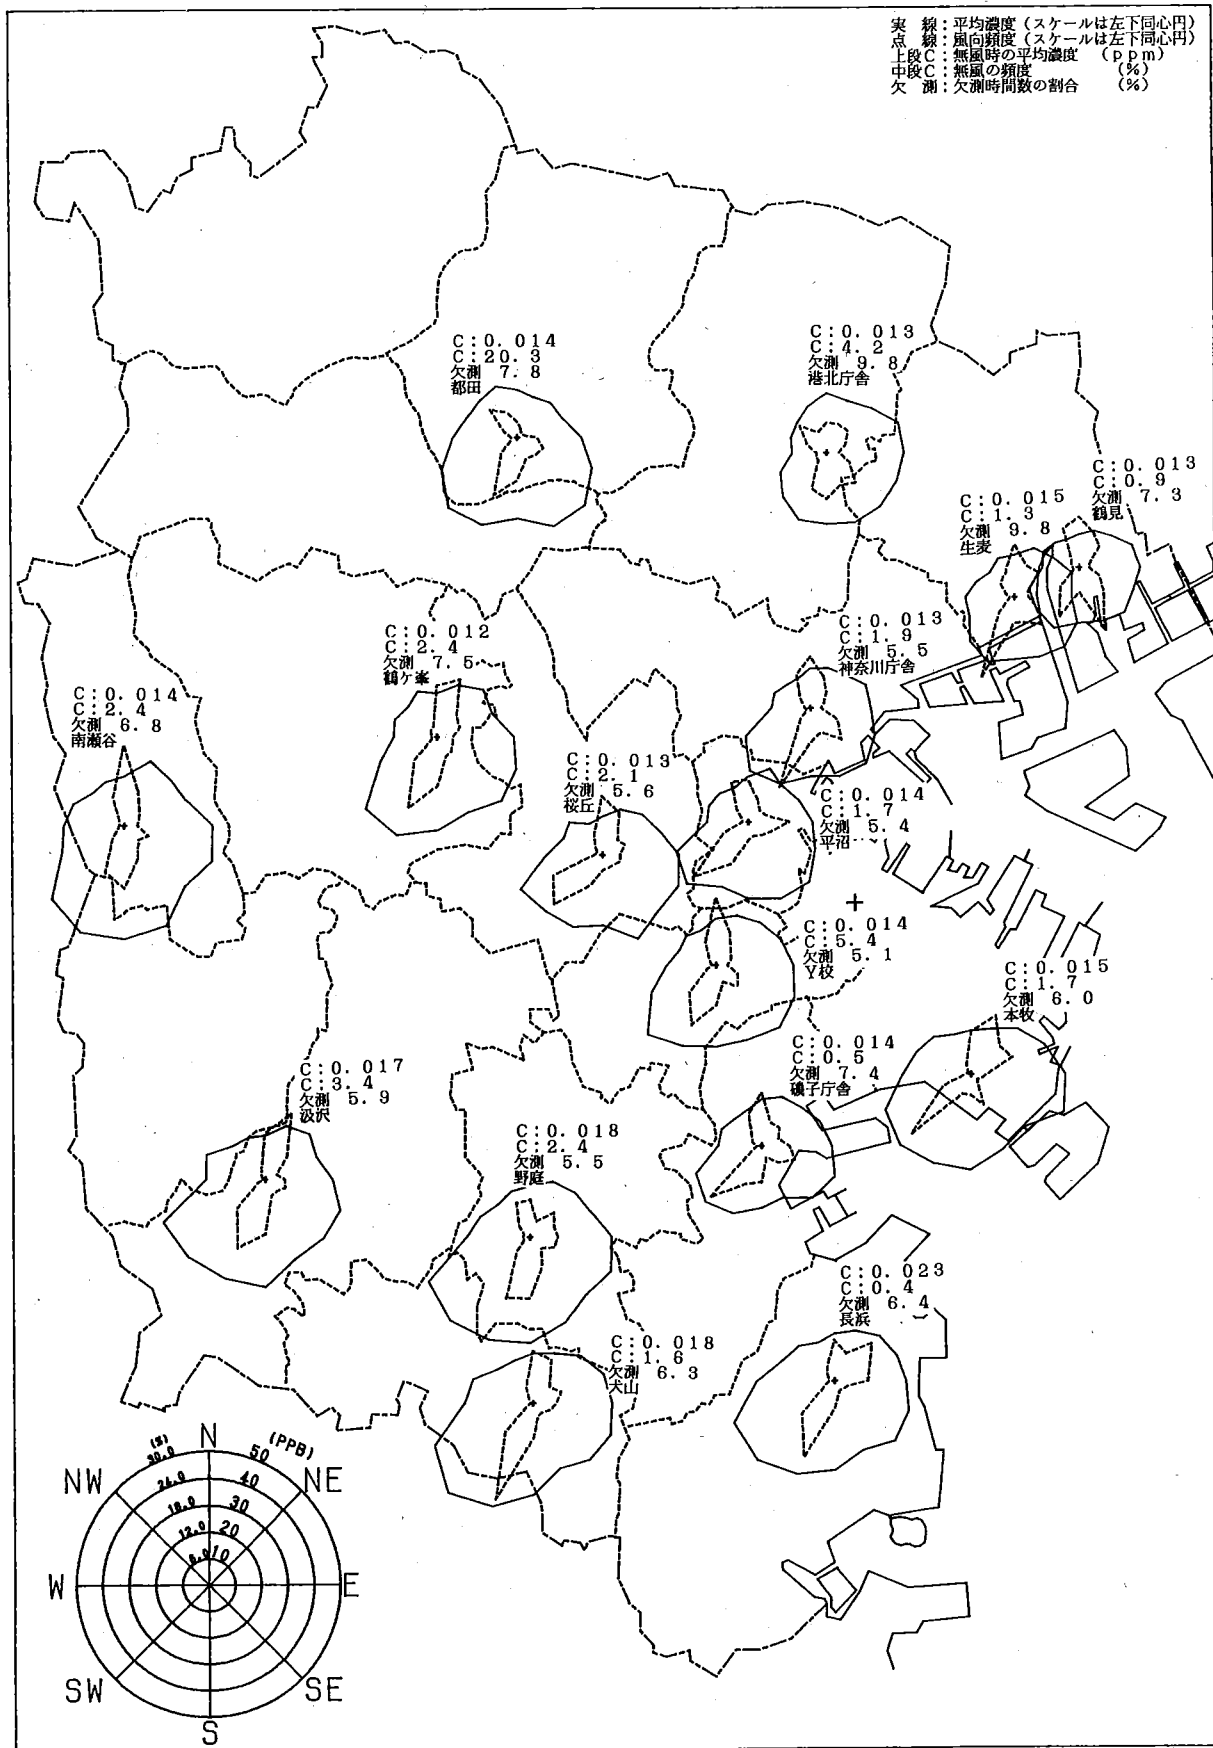 実 線：平均濃度（スケールは左下同心円）
点 線：風向頻度（スケールは左下同心円）
上段Ｃ：無風時の平均濃度 （ｐｐｍ）
中段Ｃ：無風の頻度 （％）
欠 測：欠測時間数の割合 （％）
C：0.014
C：20.3
欠測 7.8
都田
C：0.013
C：4.2
欠測 9.8
港北庁舎
C：0.013
C：0.9
欠測 7.3
鶴見
C：0.015
C：1.3
欠測 9.8
生麦
C：0.013
C：1.9
欠測 5.5
神奈川庁舎
C：0.012
C：2.4
欠測 7.5
鶴ケ峯
C：0.014
C：2.4
欠測 6.8
南瀬谷
C：0.013
C：2.1
欠測 5.6
桜丘
C：0.014
C：1.7
欠測 5.4
平沼
C：0.014
C：5.4
欠測 5.1
Y校
C：0.015
C：1.7
欠測 6.0
本牧
C：0.014
C：0.5
欠測 7.4
磯子庁舎
C：0.017
C：3.4
欠測 5.9
汲沢
C：0.018
C：2.4
欠測 5.5
野庭
C：0.023
C：0.4
欠測 6.4
長浜
C：0.018
C：1.6
欠測 6.3
犬山
N
(%)
(PPB)
30.0
50
NW
NE
24.0
40
18.0
30
12.0
20
6.0
10
W
E
SW
SE
S